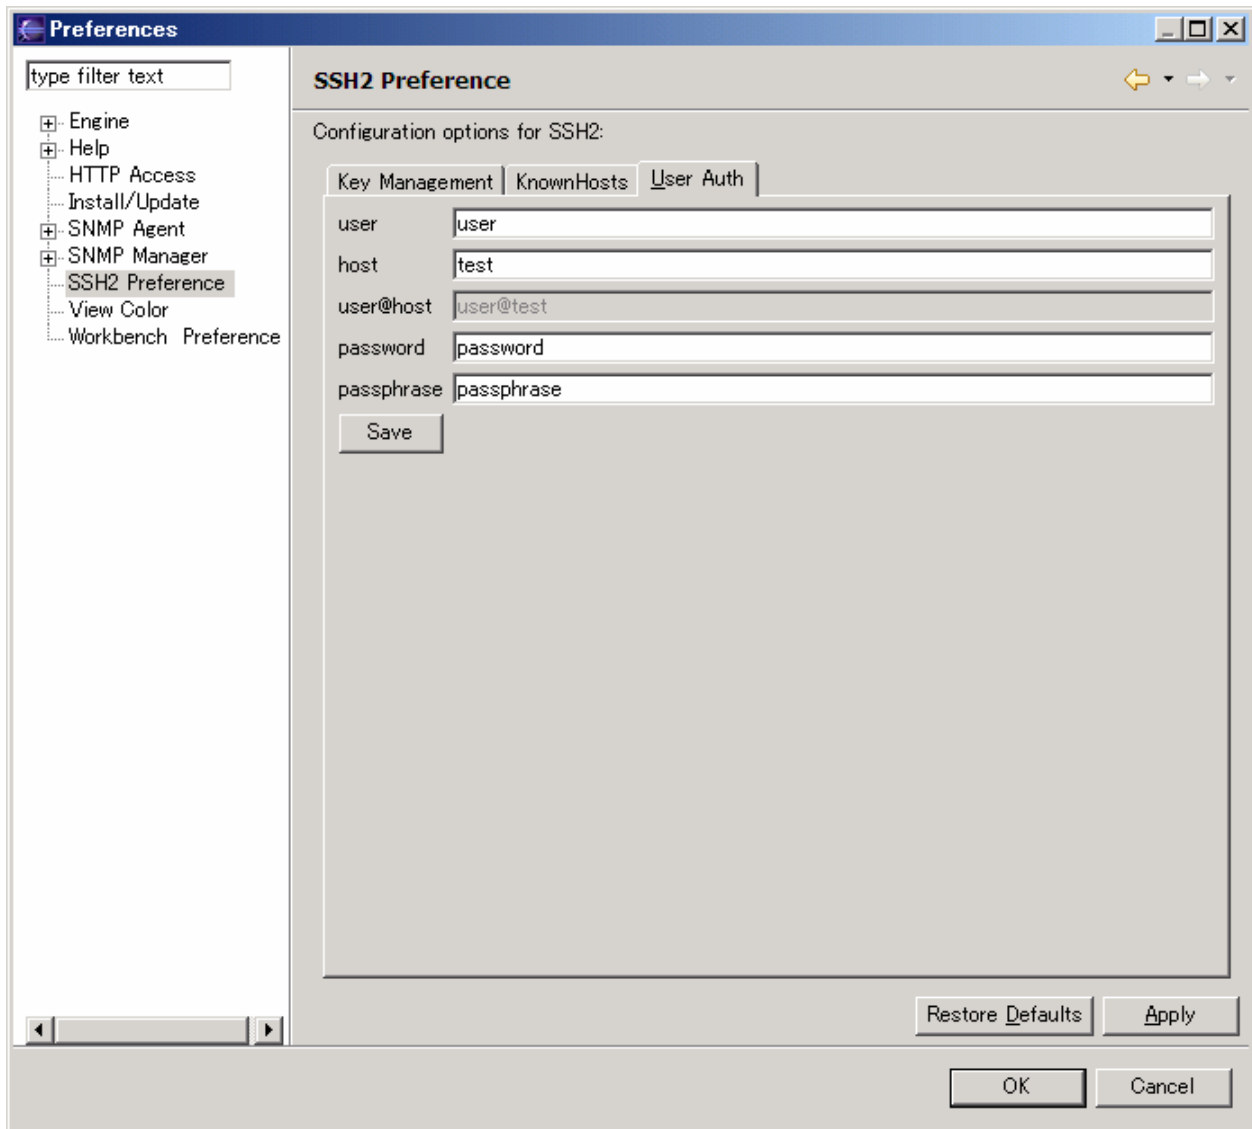 Preferences
type filter text
Engine
Help
HTTP Access
Install/Update
SNMP Agent
SNMP Manager
SSH2 Preference
View Color
Workbench Preference
SSH2 Preference
Configuration options for SSH2:
Key Management KnownHosts User Auth
user user
host test
user@host user@test
password password
passphrase passphrase
Save
Restore Defaults Apply
OK Cancel